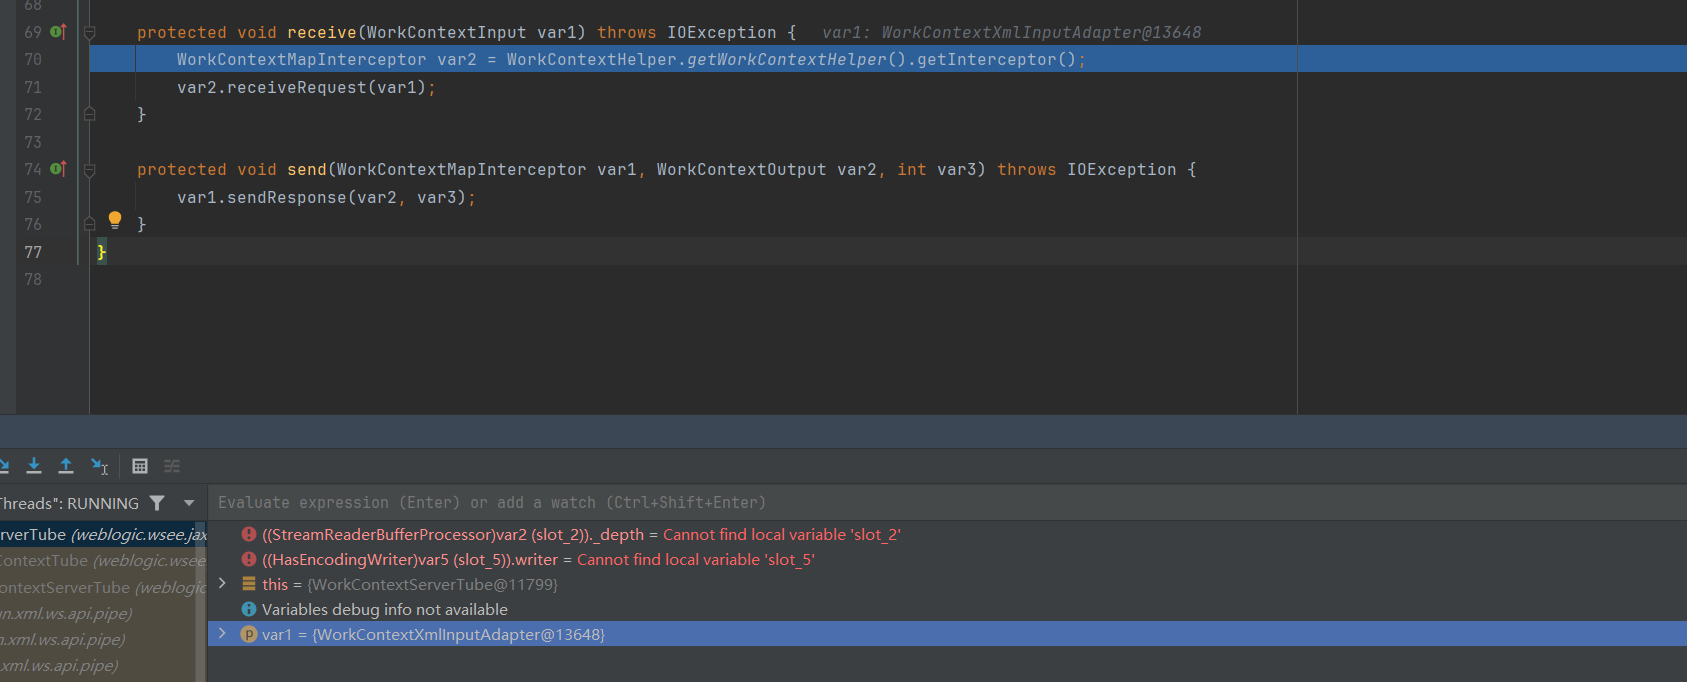 68
69 protected void receive(WorkContextInput var1) throws IOException { var1: WorkContextXmlInputAdapter@13648
70 WorkContextMapInterceptor var2 = WorkContextHelper.getWorkContextHelper().getInterceptor();
71 var2.receiveRequest(var1);
72 }
73
74 protected void send(WorkContextMapInterceptor var1, WorkContextOutput var2, int var3) throws IOException {
75 var1.sendResponse(var2, var3);
76 }
77 }
78
Threads": RUNNING
Evaluate expression (Enter) or add a watch (Ctrl+Shift+Enter)
rverTube (weblogic.wsee.jax
((StreamReaderBufferProcessor)var2 (slot_2))._depth = Cannot find local variable 'slot_2'
ContextTube (weblogic.wsee
((HasEncodingWriter)var5 (slot_5)).writer = Cannot find local variable 'slot_5'
ontextServerTube (weblogic
this = {WorkContextServerTube@11799}
un.xml.ws.api.pipe)
Variables debug info not available
n.xml.ws.api.pipe)
var1 = {WorkContextXmlInputAdapter@13648}
.xml.ws.api.pipe)